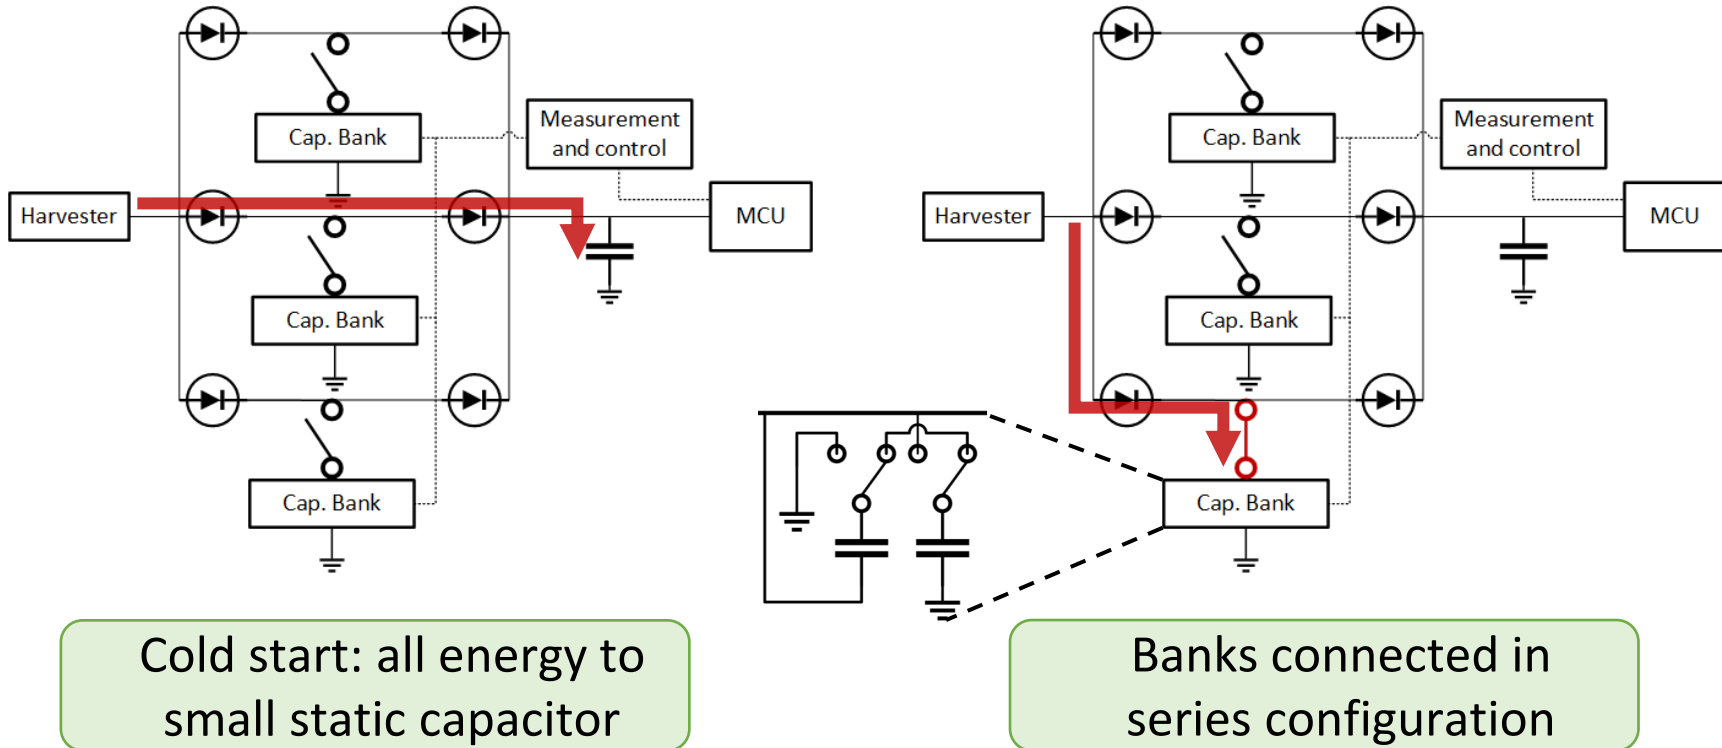 Cap. Bank
Measurement
and control
Harvester
MCU
Cap. Bank
Cap. Bank
Cold start: all energy to
small static capacitor
Cap. Bank
Measurement
and control
Harvester
MCU
Cap. Bank
Cap. Bank
Banks connected in
series configuration